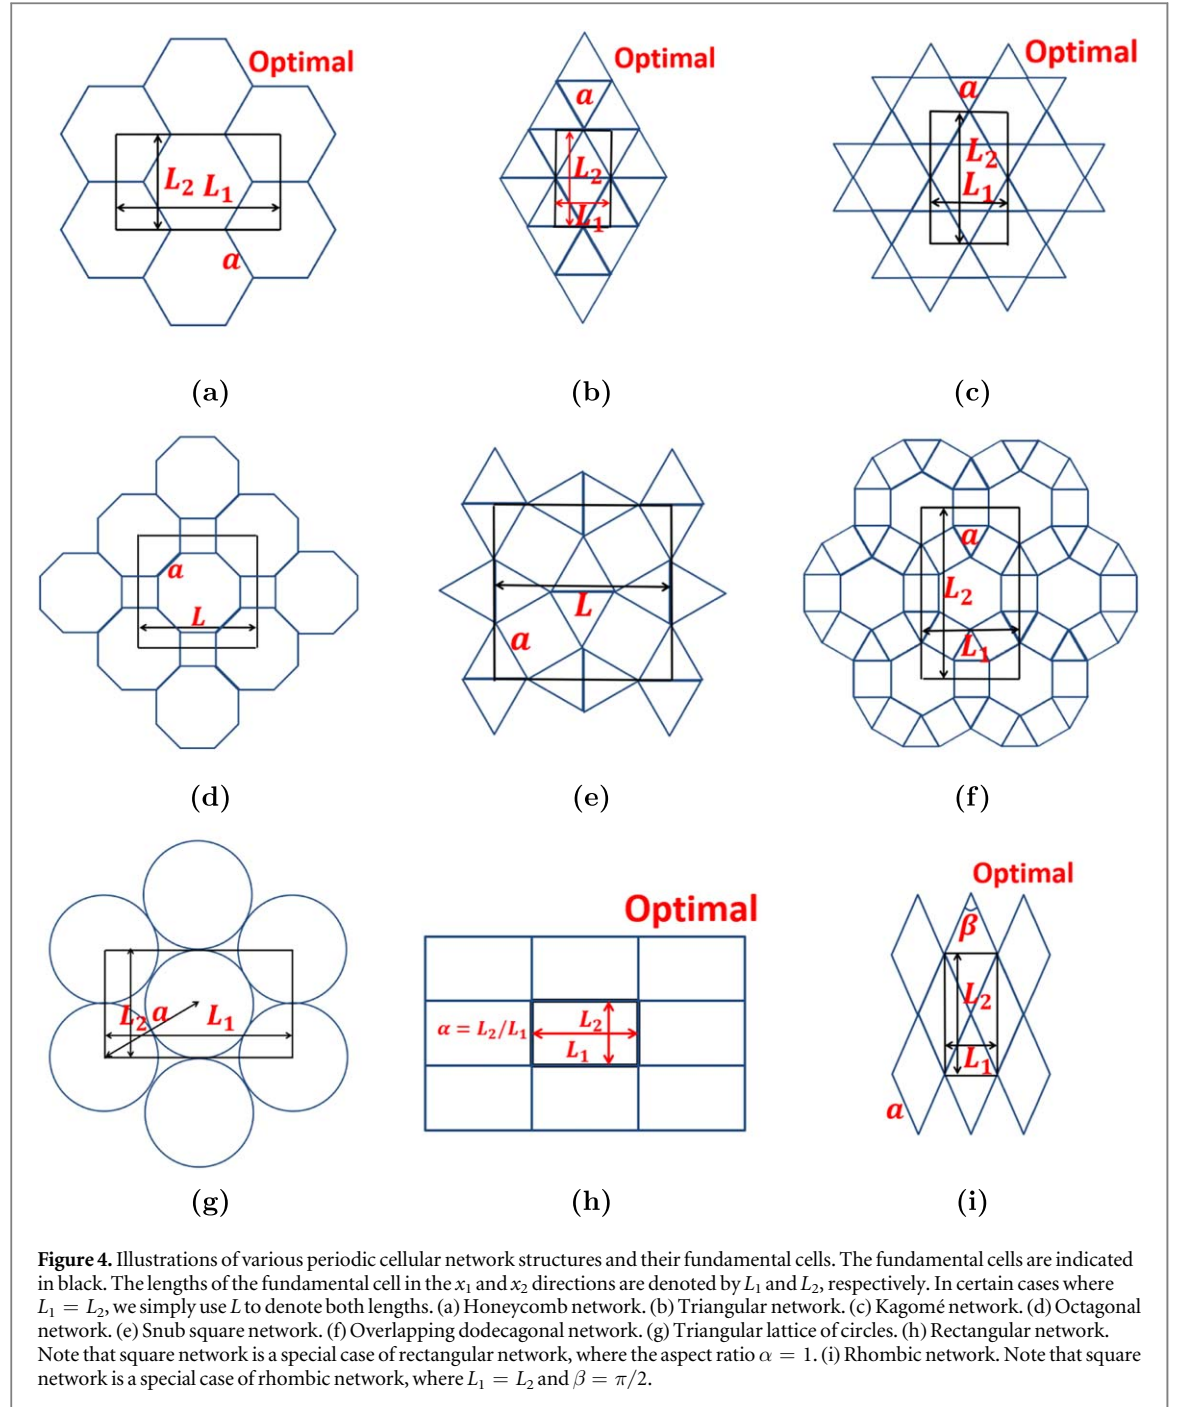 Optimal
Optimal
Optimal
L₂ L₁
a
a
L₂
L₁
a
L₂
L₁
(a)
(b)
(c)
a
L
L
a
a
L₂
L₁
(d)
(e)
(f)
L₂ a L₁
Optimal
α = L₂/L₁
L₂
L₁
Optimal
β
L₂
L₁
a
(g)
(h)
(i)
Figure 4. Illustrations of various periodic cellular network structures and their fundamental cells. The fundamental cells are indicated
in black. The lengths of the fundamental cell in the x₁ and x₂ directions are denoted by L₁ and L₂, respectively. In certain cases where
L₁ = L₂, we simply use L to denote both lengths. (a) Honeycomb network. (b) Triangular network. (c) Kagomé network. (d) Octagonal
network. (e) Snub square network. (f) Overlapping dodecagonal network. (g) Triangular lattice of circles. (h) Rectangular network.
Note that square network is a special case of rectangular network, where the aspect ratio α = 1. (i) Rhombic network. Note that square
network is a special case of rhombic network, where L₁ = L₂ and β = π/2.